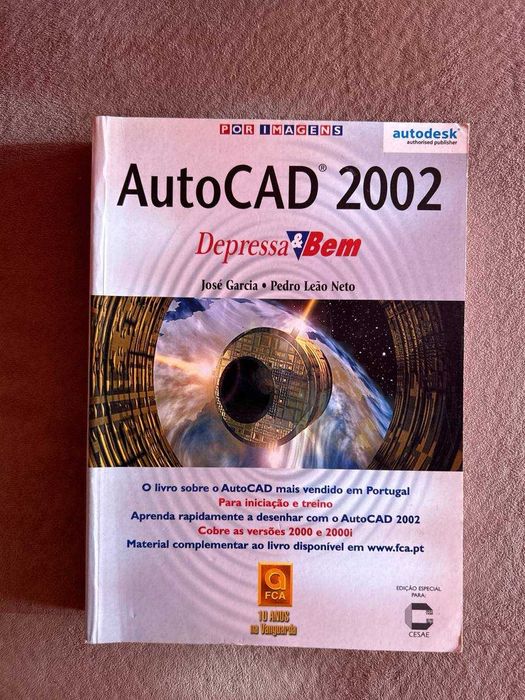 POR IMAGENS
autodesk®
authorised publisher
AutoCAD® 2002
Depressa & Bem
José Garcia • Pedro Leão Neto
O livro sobre o AutoCAD mais vendido em Portugal
Para iniciação e treino
Aprenda rapidamente a desenhar com o AutoCAD 2002
Cobre as versões 2000 e 2000i
Material complementar ao livro disponível em www.fca.pt
FCA
10 ANOS
na Vanguarda
EDIÇÃO ESPECIAL
PARA:
CESAE